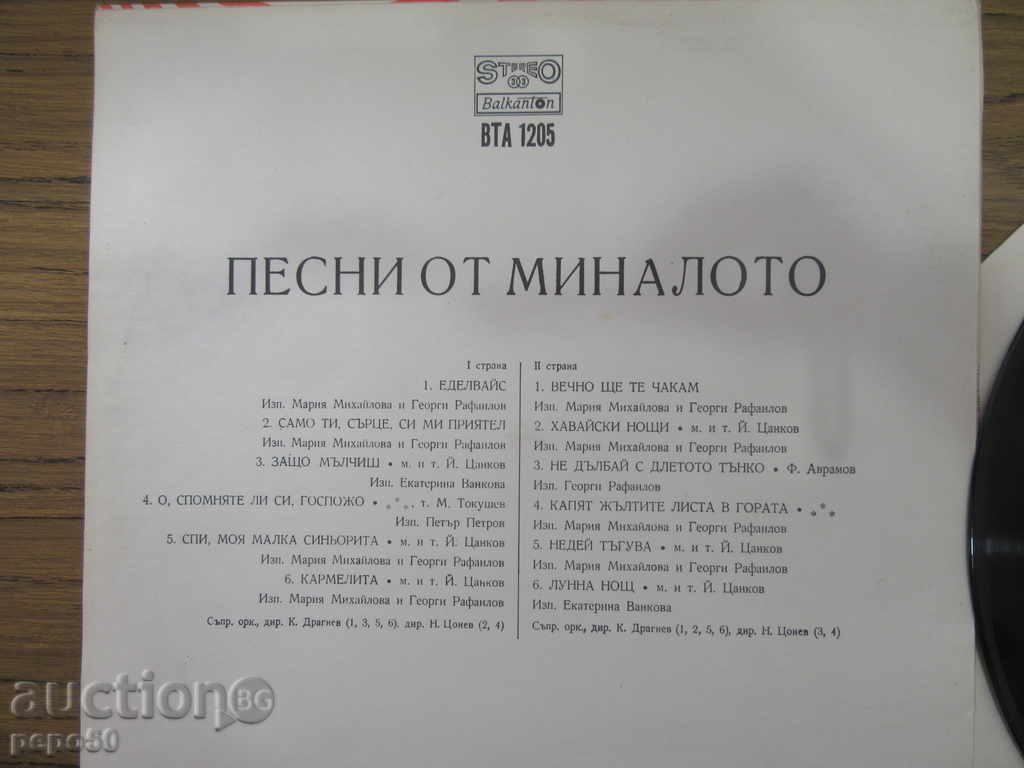 STEREO
33
Balkanton
ВТА 1205
ПЕСНИ ОТ МИНАЛОТО
I страна
1. ЕДЕЛВАЙС
Изп. Мария Михайлова и Георги Рафаилов
2. САМО ТИ, СЪРЦЕ, СИ МИ ПРИЯТЕЛ
Изп. Мария Михайлова и Георги Рафаилов
3. ЗАЩО МЪЛЧИШ • м. и т. Й. Цанков
Изп. Екатерина Ванкова
4. О, СПОМНЯТЕ ЛИ СИ, ГОСПОЖО • ***, т. М. Токушев
Изп. Петър Петров
5. СПИ, МОЯ МАЛКА СИНЬОРИТА • м. и т. Й. Цанков
Изп. Мария Михайлова и Георги Рафаилов
6. КАРМЕЛИТА • м. и т. Й. Цанков
Изп. Мария Михайлова и Георги Рафаилов
Съпр. орк., дир. К. Драгнев (1, 3, 5, 6). дир. Н. Цонев (2, 4)
II страна
1. ВЕЧНО ЩЕ ТЕ ЧАКАМ
Изп. Мария Михайлова и Георги Рафаилов
2. ХАВАЙСКИ НОЩИ • м. и т. Й. Цанков
Изп. Мария Михайлова и Георги Рафаилов
3. НЕ ДЪЛБАЙ С ДЛЕТОТО ТЪНКО • Ф. Аврамов
Изп. Георги Рафаилов
4. КАПЯТ ЖЪЛТИТЕ ЛИСТА В ГОРАТА • ***
Изп. Мария Михайлова и Георги Рафаилов
5. НЕДЕЙ ТЪГУВА • м. и т. Й. Цанков
Изп. Мария Михайлова и Георги Рафаилов
6. ЛУННА НОЩ • м. и т. Й. Цанков
Изп. Екатерина Ванкова
Съпр. орк., дир. К. Драгнев (1, 2, 5, 6), дир. Н. Цонев (3, 4)
auction.BG
pepo50